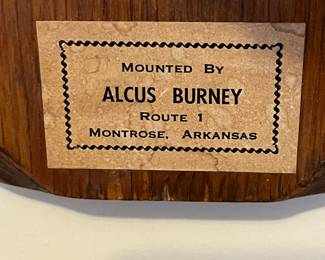 Mounted By
ALCUS BURNEY
Route 1
Montrose, Arkansas